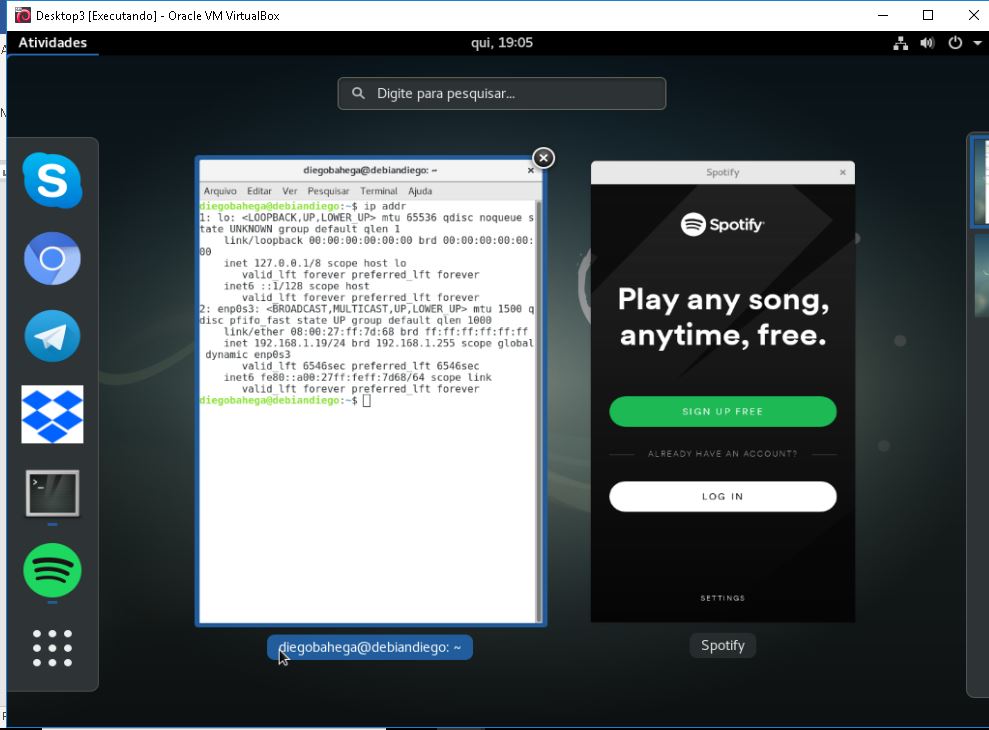 Desktop3 [Executando] - Oracle VM VirtualBox
Atividades
qui, 19:05
Digite para pesquisar...
diegobahega@debiandiego: ~
Arquivo Editar Ver Pesquisar Terminal Ajuda
diegobahega@debiandiego:~$ ip addr
1: lo: <LOOPBACK,UP,LOWER_UP> mtu 65536 qdisc noqueue s
tate UNKNOWN group default qlen 1
link/loopback 00:00:00:00:00:00 brd 00:00:00:00:00:
00
inet 127.0.0.1/8 scope host lo
valid_lft forever preferred_lft forever
inet6 ::1/128 scope host
valid_lft forever preferred_lft forever
2: enp0s3: <BROADCAST,MULTICAST,UP,LOWER_UP> mtu 1500 q
disc pfifo_fast state UP group default qlen 1000
link/ether 08:00:27:ff:7d:68 brd ff:ff:ff:ff:ff:ff
inet 192.168.1.19/24 brd 192.168.1.255 scope global
dynamic enp0s3
valid_lft 6546sec preferred_lft 6546sec
inet6 fe80::a00:27ff:feff:7d68/64 scope link
valid_lft forever preferred_lft forever
diegobahega@debiandiego:~$
diegobahega@debiandiego: ~
Spotify
Spotify
Play any song,
anytime, free.
SIGN UP FREE
ALREADY HAVE AN ACCOUNT?
LOG IN
SETTINGS
Spotify